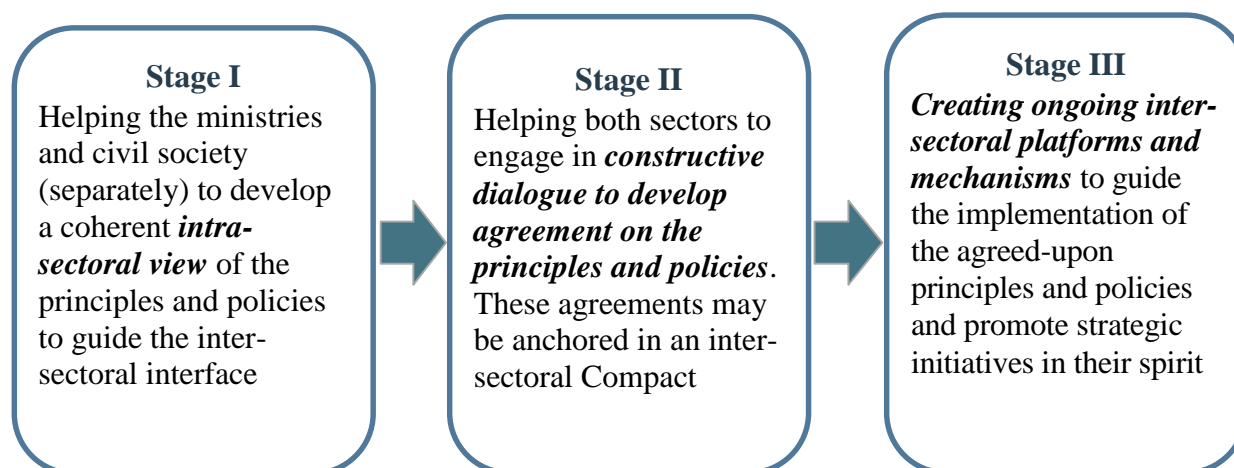 Stage I
Helping the ministries
and civil society
(separately) to develop
a coherent intra-
sectoral view of the
principles and policies
to guide the inter-
sectoral interface
Stage II
Helping both sectors to
engage in constructive
dialogue to develop
agreement on the
principles and policies.
These agreements may
be anchored in an inter-
sectoral Compact
Stage III
Creating ongoing inter-
sectoral platforms and
mechanisms to guide
the implementation of
the agreed-upon
principles and policies
and promote strategic
initiatives in their spirit